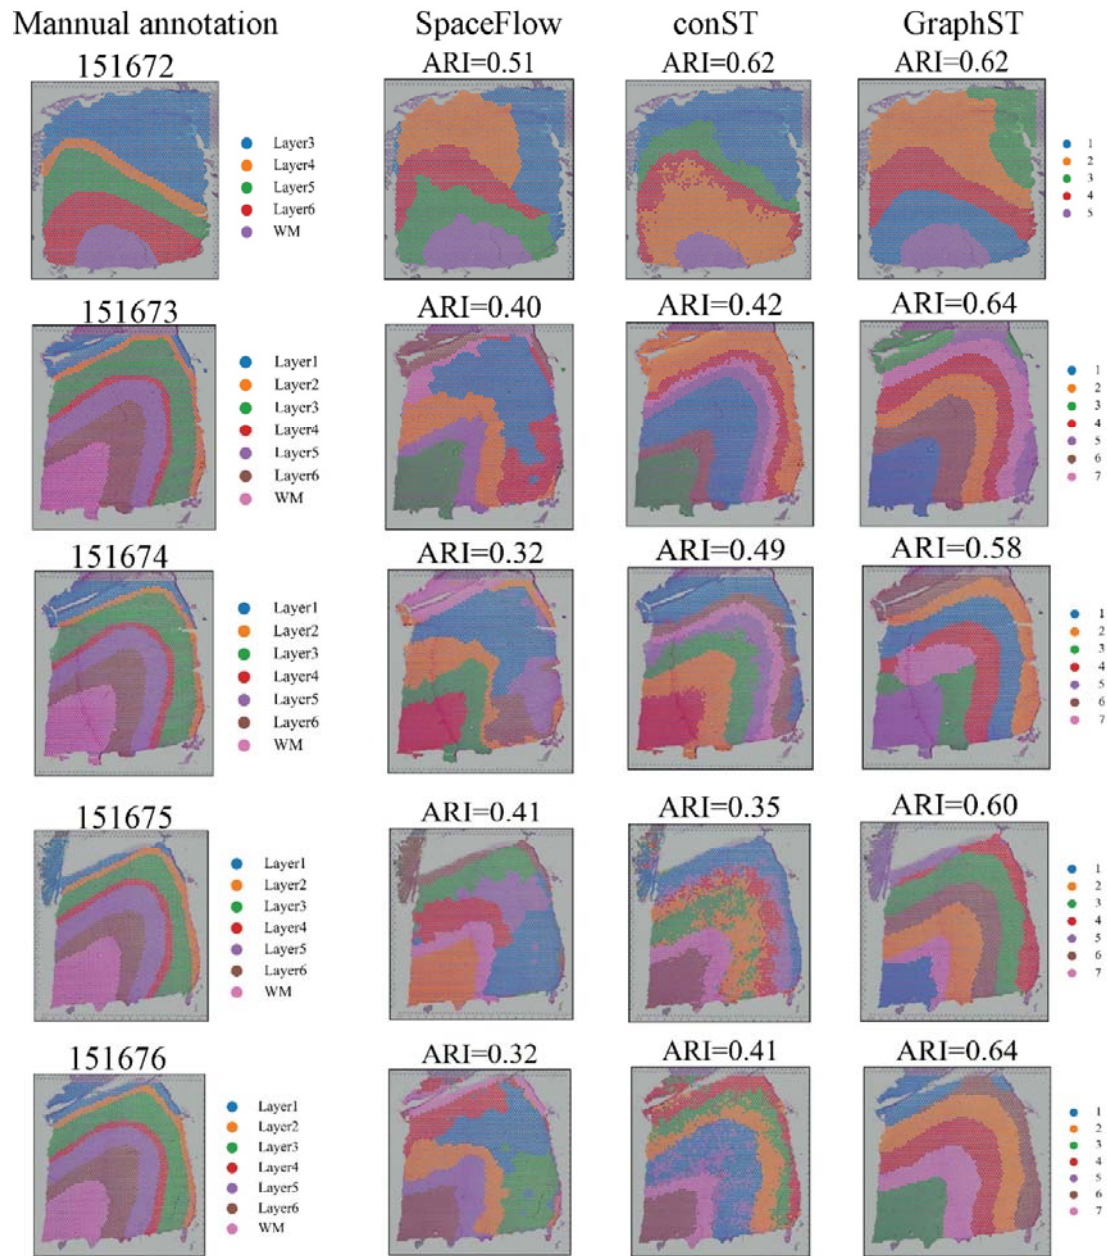 Mannual annotation SpaceFlow conST GraphST
151672 ARI=0.51 ARI=0.62 ARI=0.62
Layer3
Layer4
Layer5
Layer6
WM
1
2
3
4
5
151673 ARI=0.40 ARI=0.42 ARI=0.64
Layer1
Layer2
Layer3
Layer4
Layer5
Layer6
WM
1
2
3
4
5
6
7
151674 ARI=0.32 ARI=0.49 ARI=0.58
Layer1
Layer2
Layer3
Layer4
Layer5
Layer6
WM
1
2
3
4
5
6
7
151675 ARI=0.41 ARI=0.35 ARI=0.60
Layer1
Layer2
Layer3
Layer4
Layer5
Layer6
WM
1
2
3
4
5
6
7
151676 ARI=0.32 ARI=0.41 ARI=0.64
Layer1
Layer2
Layer3
Layer4
Layer5
Layer6
WM
1
2
3
4
5
6
7